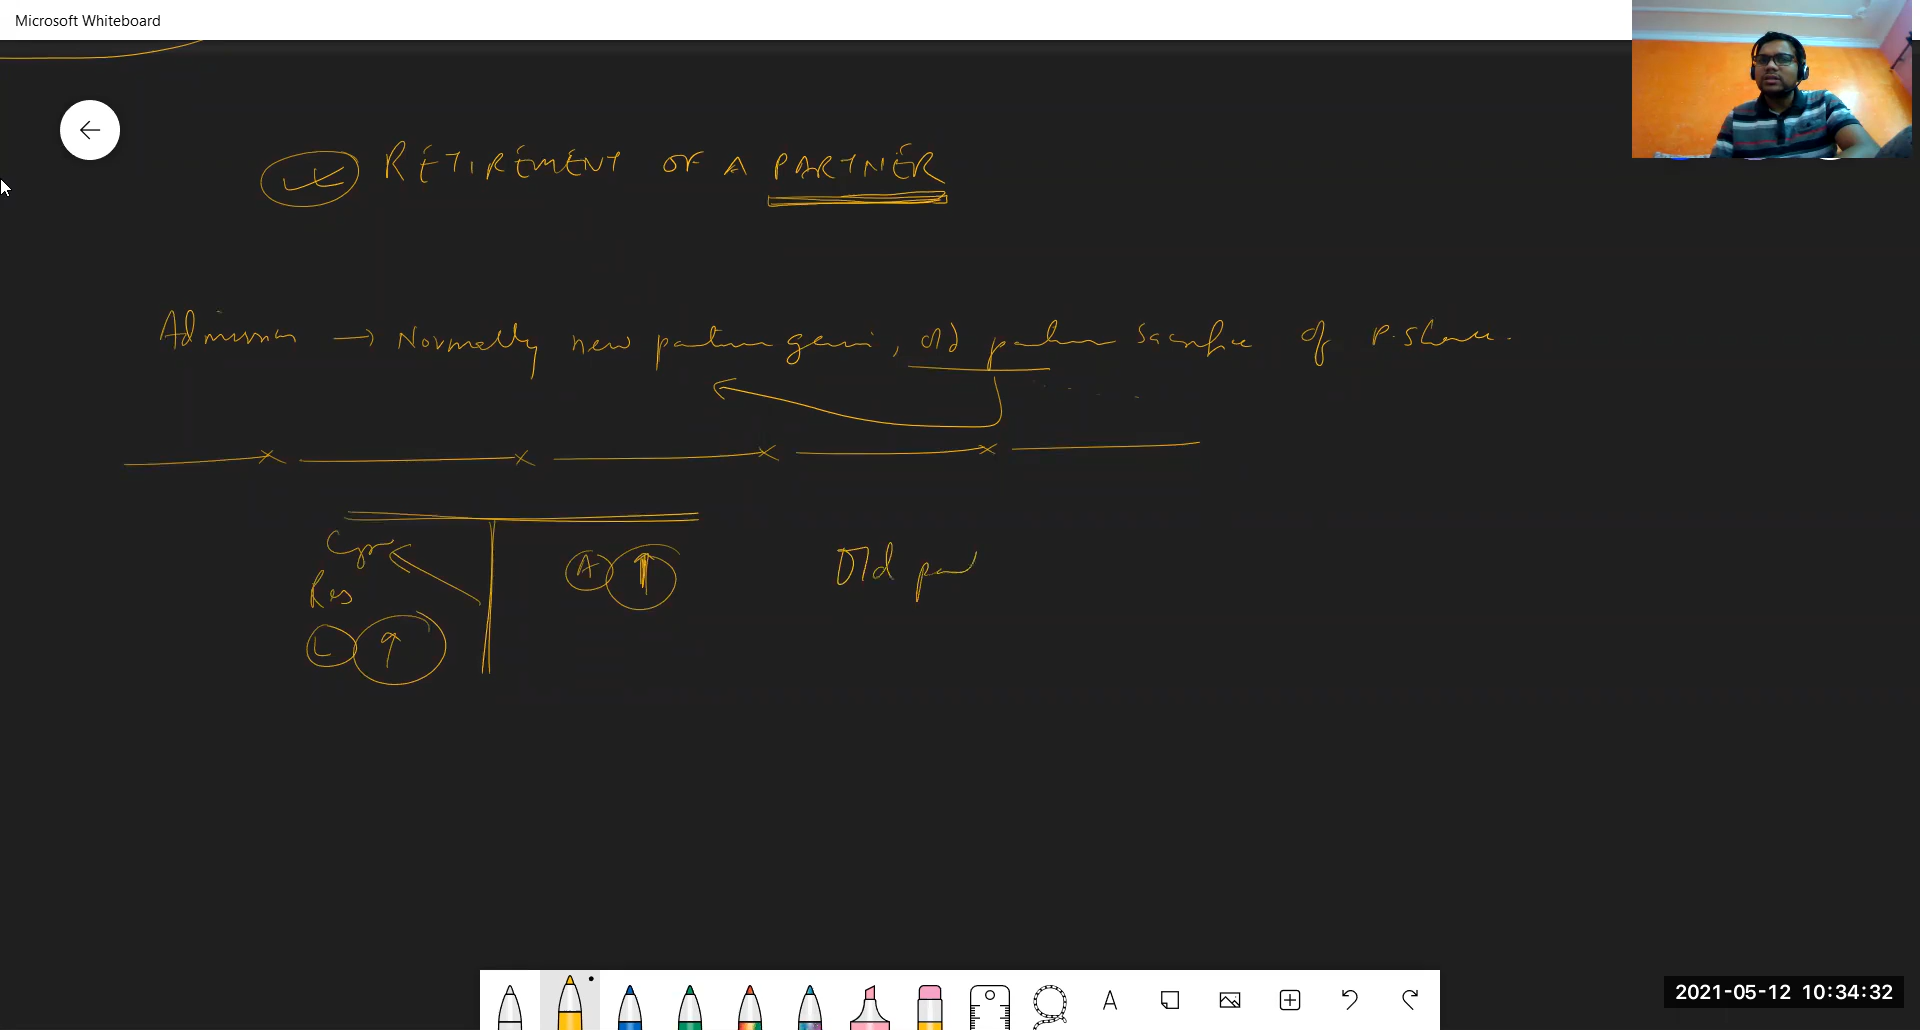 Microsoft Whiteboard
RETIREMENT OF A PARTNER
Admission → Normally new partner gain, old partner sacrifice of P. Share.
A ↑ Old par
Res
L ↑
2021-05-12 10:34:32